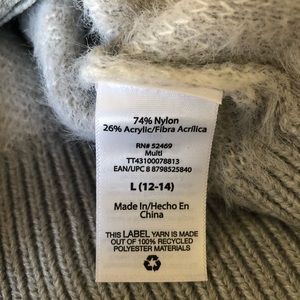 74% Nylon
26% Acrylic/Fibra Acrílica
RN# 52469
Multi
TT43100078813
EAN/UPC 8 8798525840
L (12-14)
Made In/Hecho En
China
THIS LABEL YARN IS MADE
OUT OF 100% RECYCLED
POLYESTER MATERIALS